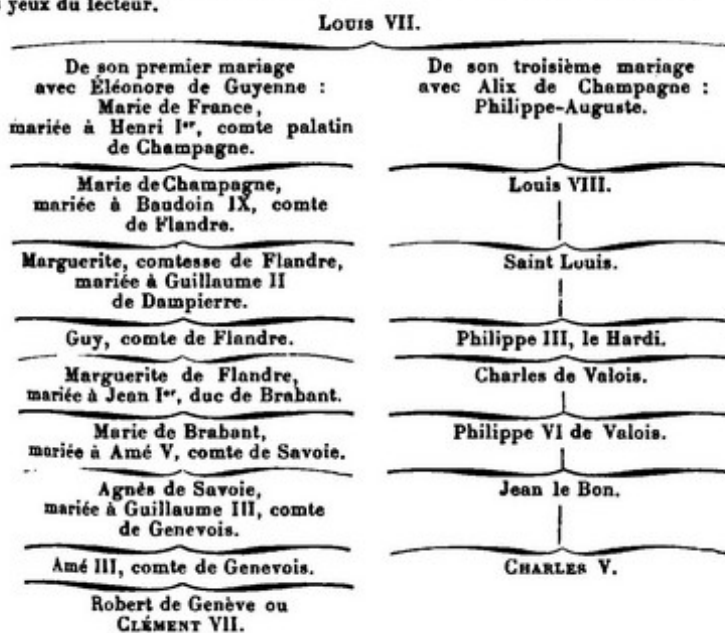 yeux du lecteur.
LOUIS VII.
De son premier mariage
avec Éléonore de Guyenne :
Marie de France,
mariée à Henri Ier, comte palatin
de Champagne.
Marie de Champagne,
mariée à Baudoin IX, comte
de Flandre.
Marguerite, comtesse de Flandre,
mariée à Guillaume II
de Dampierre.
Guy, comte de Flandre.
Marguerite de Flandre,
mariée à Jean Ier, duc de Brabant.
Marie de Brabant,
mariée à Amé V, comte de Savoie.
Agnès de Savoie,
mariée à Guillaume III, comte
de Genevois.
Amé III, comte de Genevois.
Robert de Genève ou
CLÉMENT VII.
De son troisième mariage
avec Alix de Champagne :
Philippe-Auguste.
Louis VIII.
Saint Louis.
Philippe III, le Hardi.
Charles de Valois.
Philippe VI de Valois.
Jean le Bon.
CHARLES V.